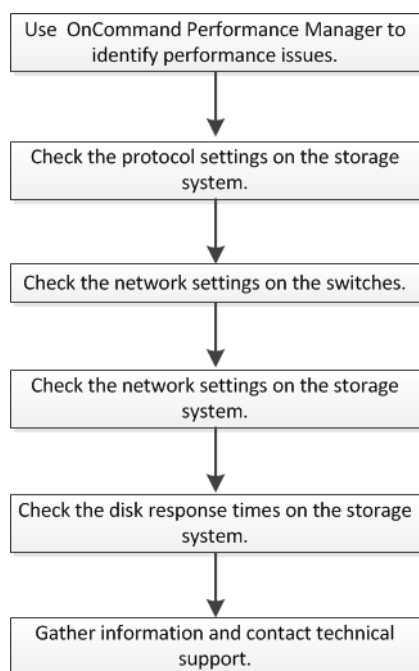 Use OnCommand Performance Manager to
identify performance issues.
Check the protocol settings on the storage
system.
Check the network settings on the switches.
Check the network settings on the storage
system.
Check the disk response times on the storage
system.
Gather information and contact technical
support.